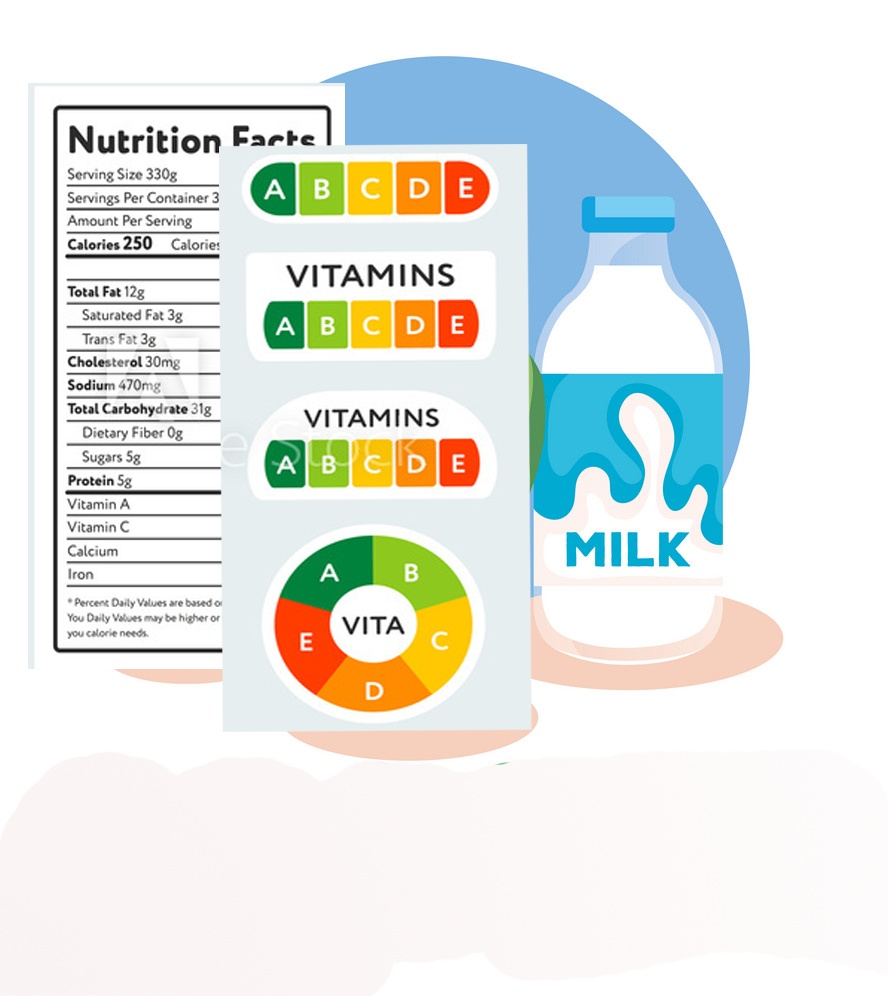 Nutrition Facts
Serving Size 330g
Servings Per Container 3
Amount Per Serving
Calories 250 Calories
Total Fat 12g
Saturated Fat 3g
Trans Fat 3g
Cholesterol 30mg
Sodium 470mg
Total Carbohydrate 31g
Dietary Fiber 0g
Sugars 5g
Protein 5g
Vitamin A
Vitamin C
Calcium
Iron
* Percent Daily Values are based
You Daily Values may be higher or
you calorie needs.
A B C D E
VITAMINS
A B C D E
VITAMINS
A B C D E
A B
E VITA C
D
MILK